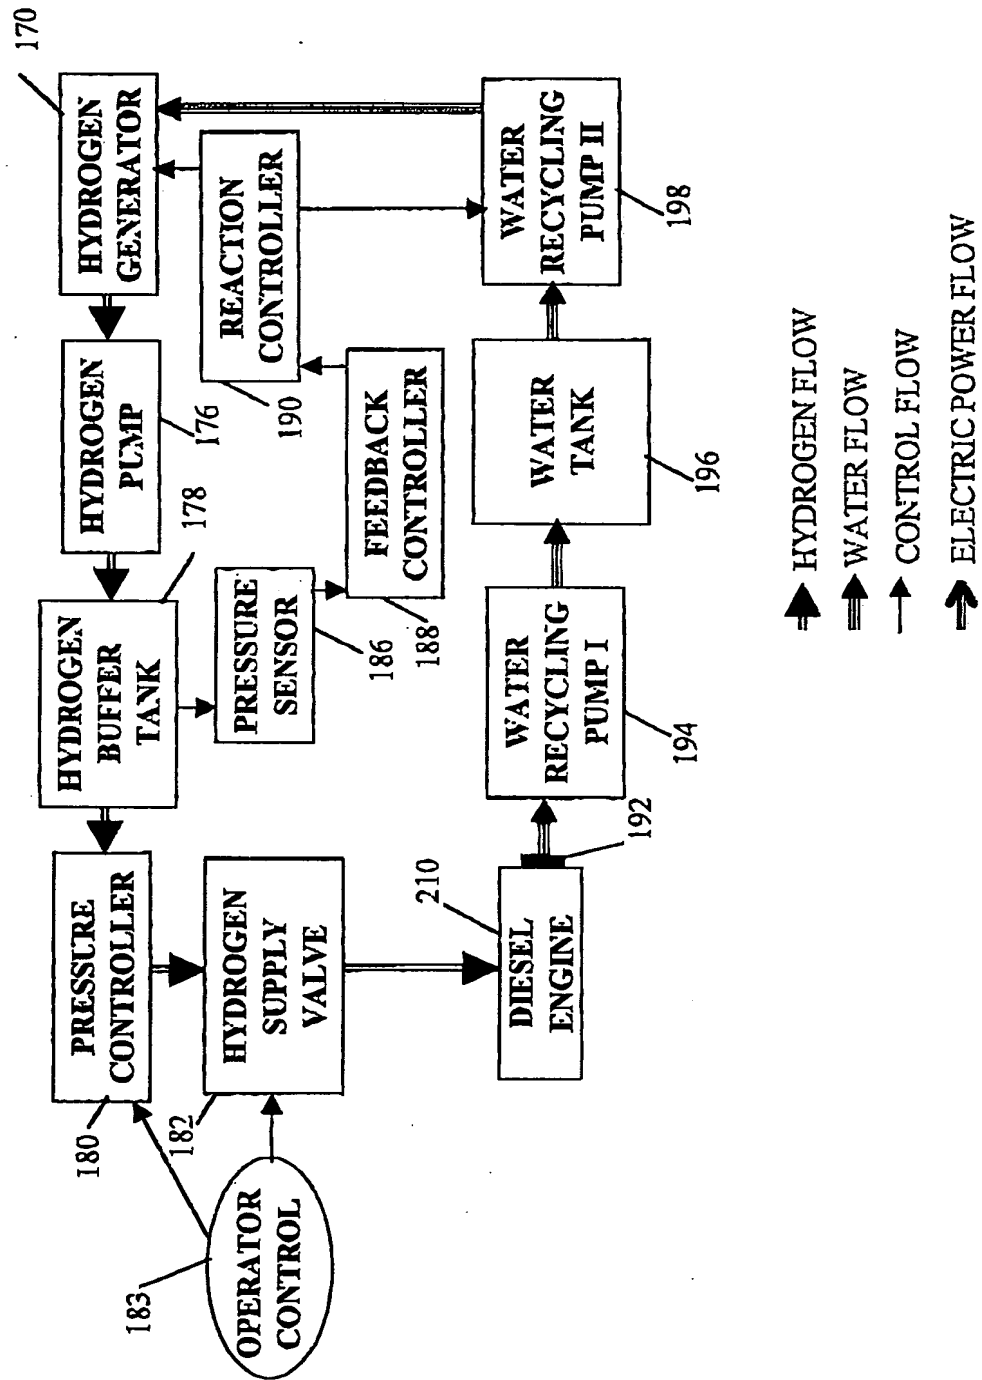 170
HYDROGEN
GENERATOR
HYDROGEN
PUMP
176
HYDROGEN
BUFFER
TANK
178
PRESSURE
CONTROLLER
180
REACTION
CONTROLLER
190
PRESSURE
SENSOR
186
FEEDBACK
CONTROLLER
188
HYDROGEN
SUPPLY
VALVE
182
OPERATOR
CONTROL
183
DIESEL
ENGINE
210
192
WATER
RECYCLING
PUMP I
194
WATER
TANK
196
WATER
RECYCLING
PUMP II
198
HYDROGEN FLOW
WATER FLOW
CONTROL FLOW
ELECTRIC POWER FLOW